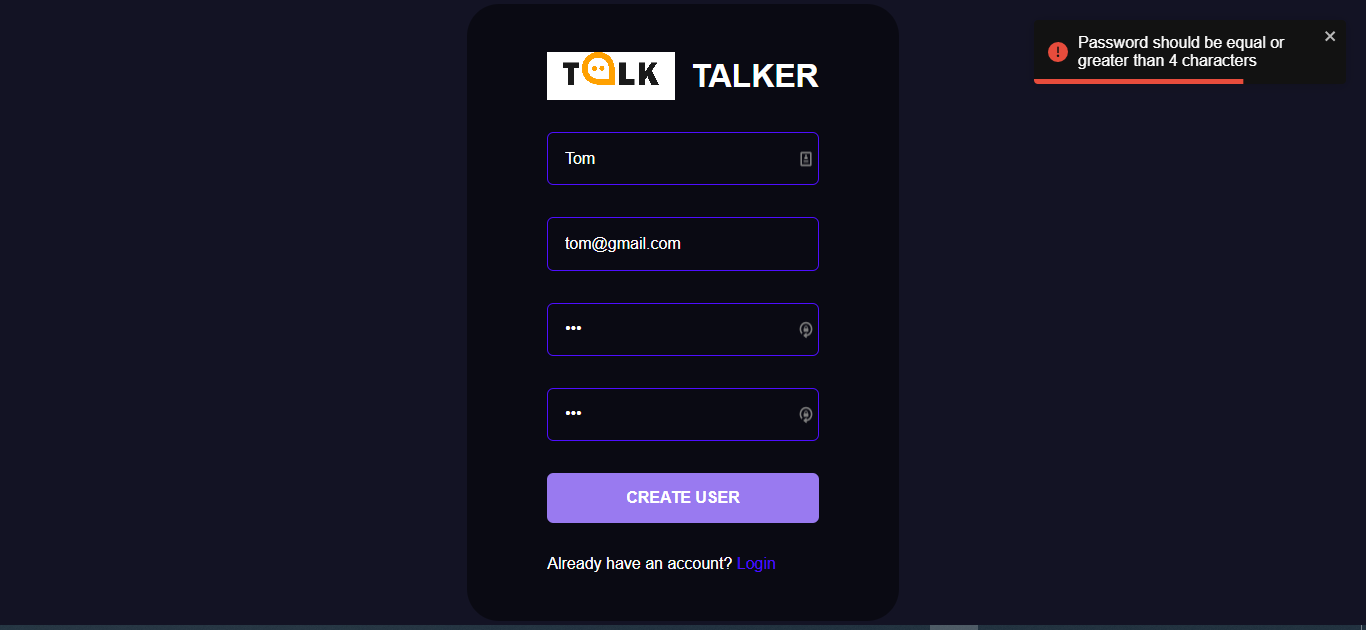 TALK TALKER
Password should be equal or
greater than 4 characters
Tom
tom@gmail.com
•••
•••
CREATE USER
Already have an account? Login